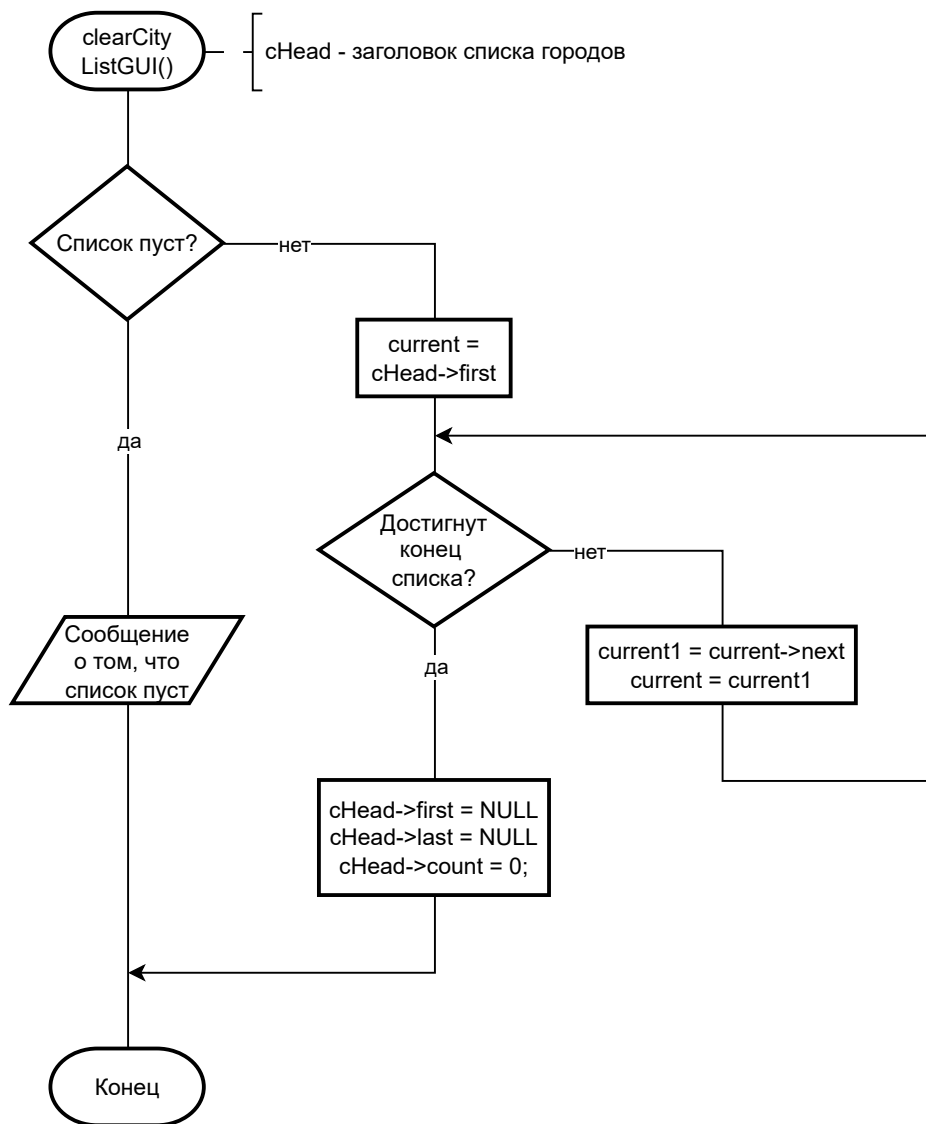 clearCity
ListGUI()
cHead - заголовок списка городов
Список пуст?
нет
current =
cHead->first
да
Достигнут
конец
списка?
нет
Сообщение
о том, что
список пуст
current1 = current->next
current = current1
да
cHead->first = NULL
cHead->last = NULL
cHead->count = 0;
Конец